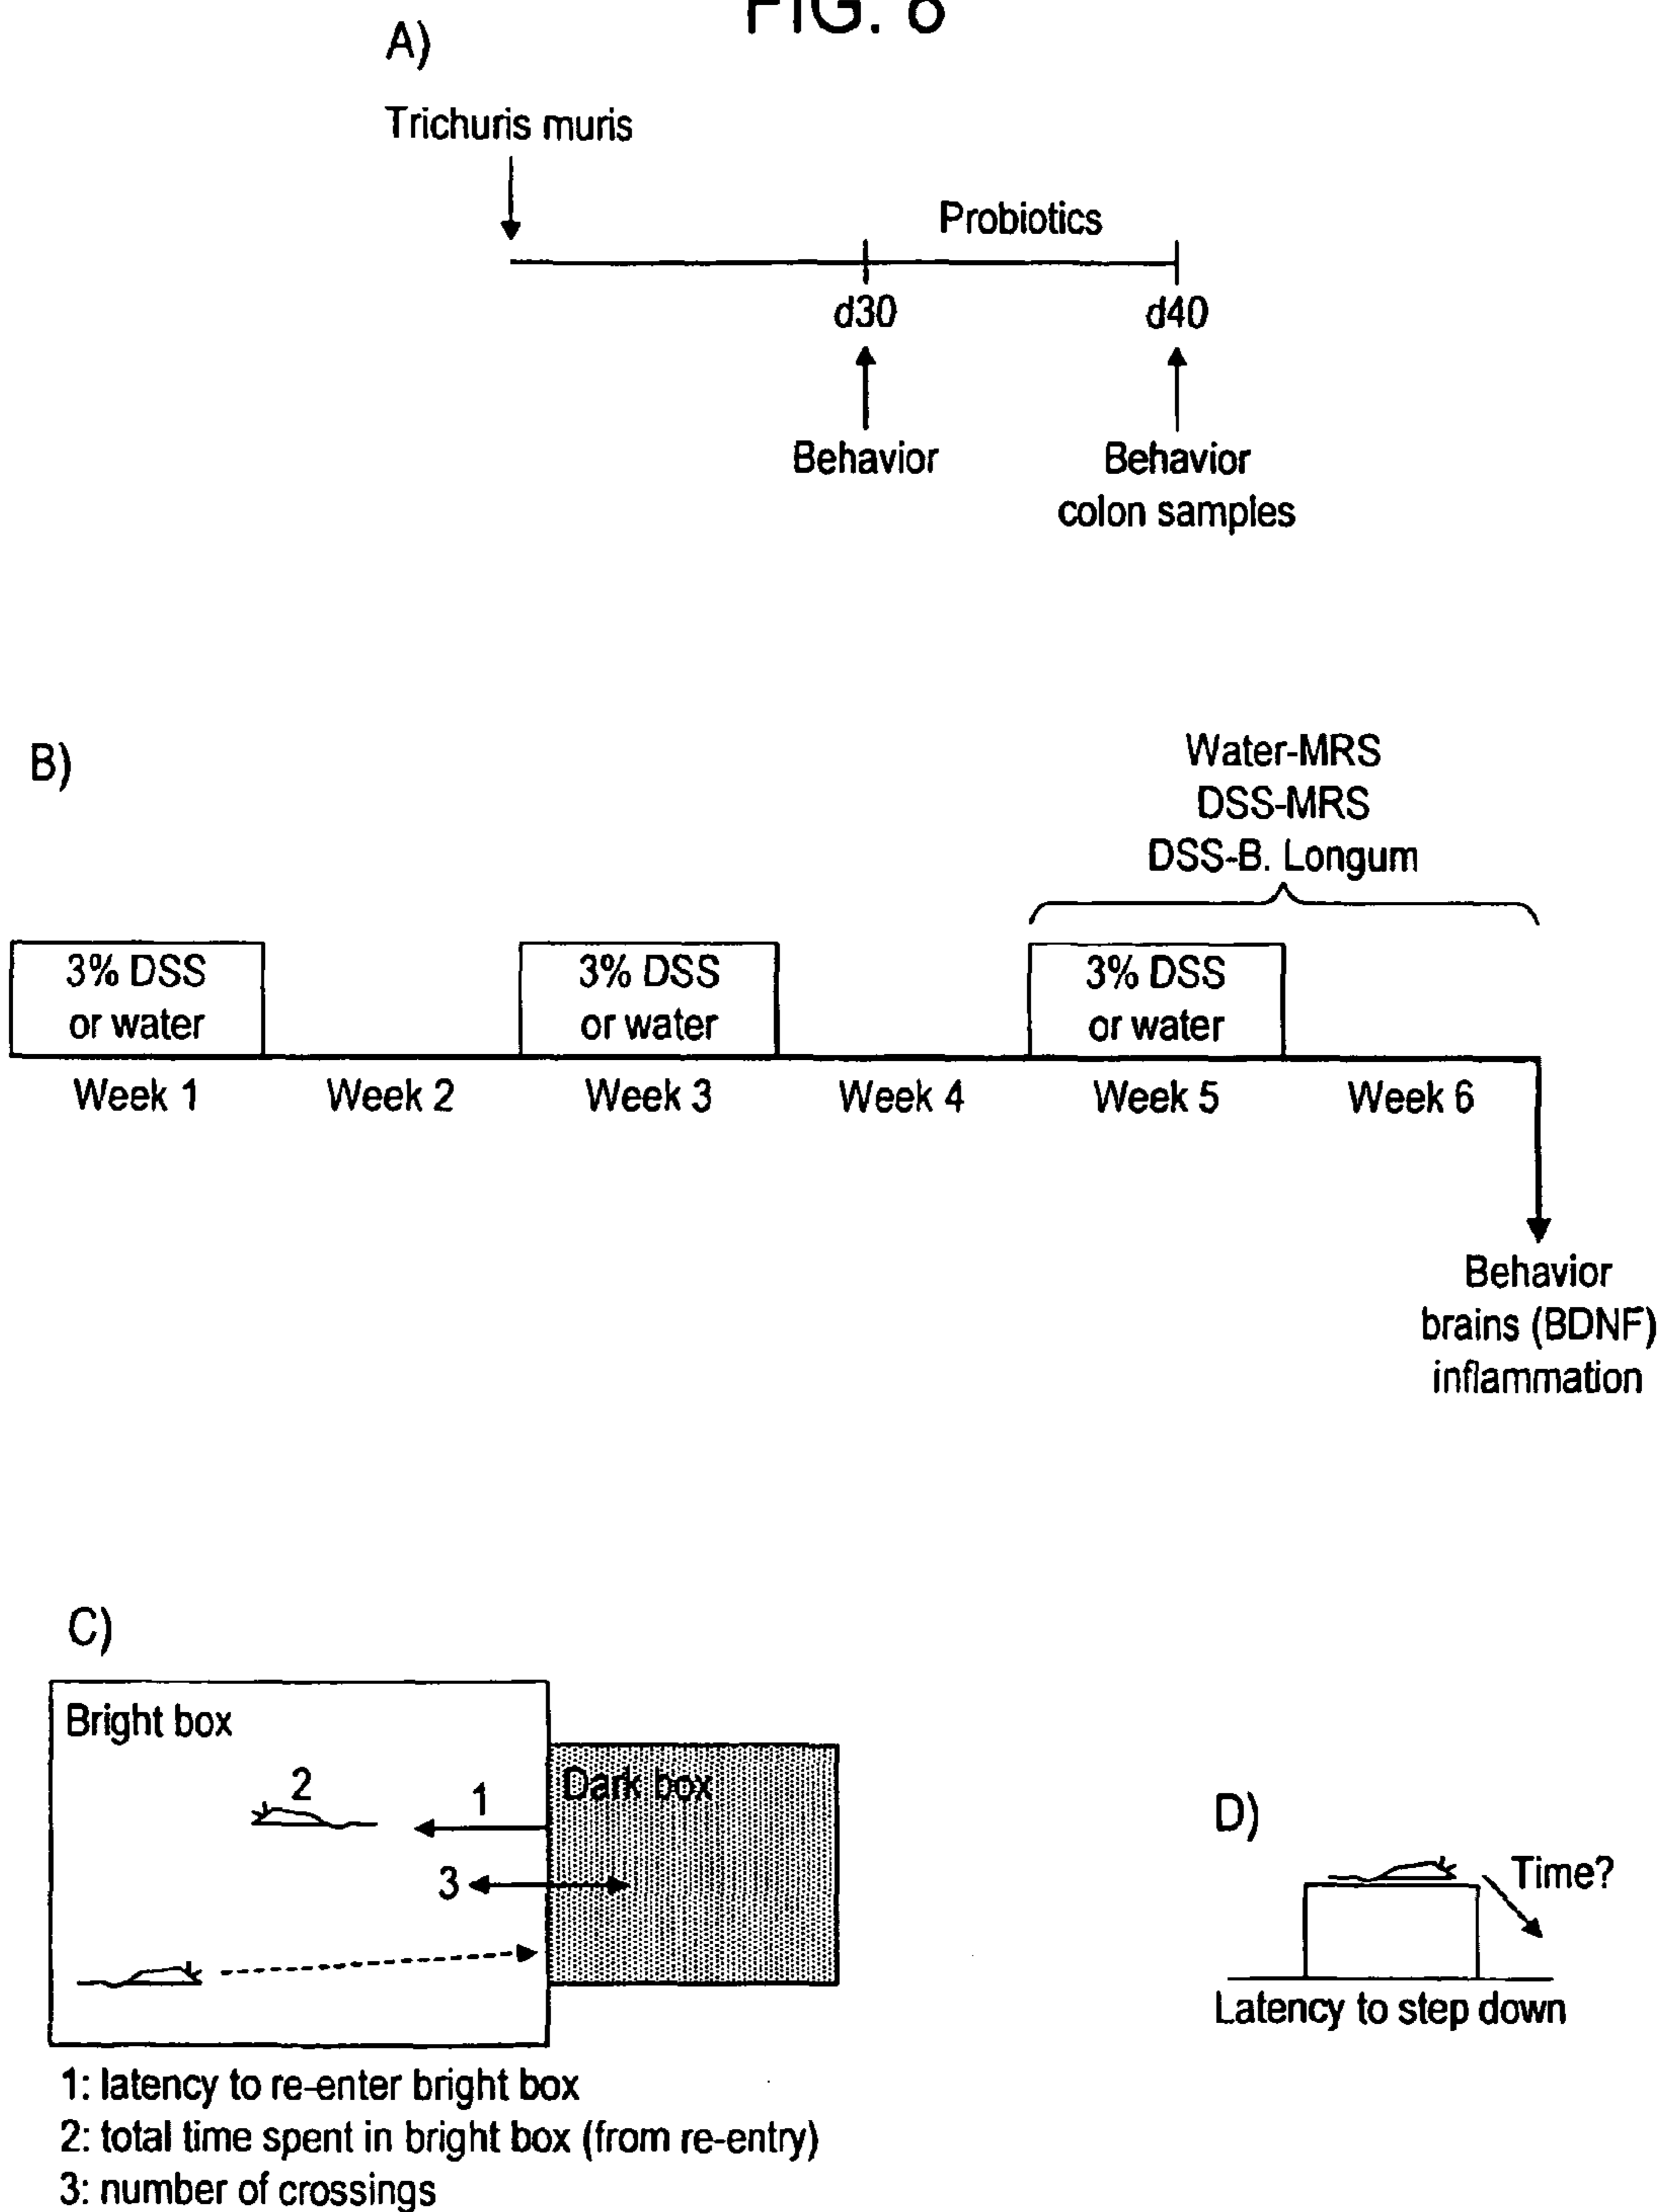 FIG. 8
A)
Trichuris muris
Probiotics
d30
d40
Behavior
Behavior
colon samples
B)
Water-MRS
DSS-MRS
DSS-B. Longum
3% DSS
or water
3% DSS
or water
3% DSS
or water
Week 1
Week 2
Week 3
Week 4
Week 5
Week 6
Behavior
brains (BDNF)
inflammation
C)
Bright box
Dark box
2
1
3
1: latency to re-enter bright box
2: total time spent in bright box (from re-entry)
3: number of crossings
D)
Time?
Latency to step down